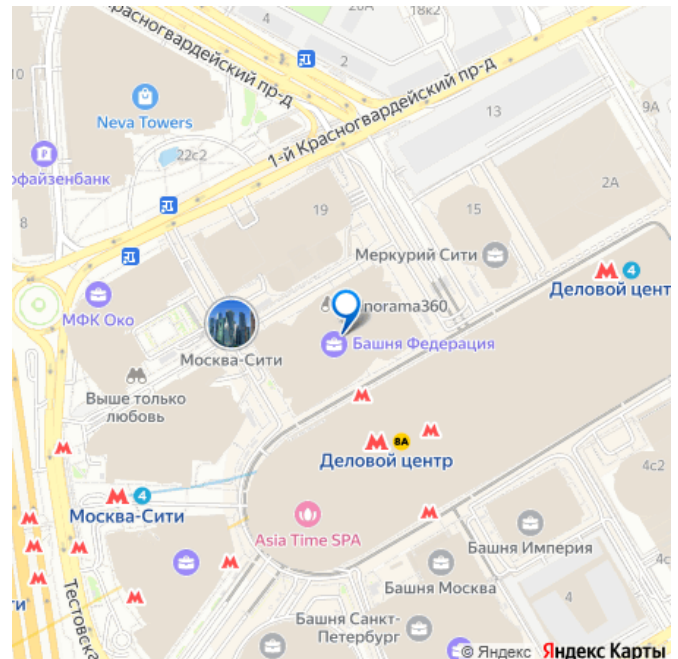 20А
18к2
красногвардейский пр-д
2
10
Neva Towers
1-й Красногвардейский пр-д
13
9А
22с2
офайзенбанк
2А
8
19
15
Меркурий Сити
4
Деловой цент
МФК Око
norama360
Москва-Сити
Башня Федерация
Выше только
любовь
8А
Деловой центр
4с2
4
Москва-Сити
Asia Time SPA
Башня Империя
4с
Башня Москва
4
ти
Тестовска
Башня Санкт-
Петербург
© Яндекс Яндекс Карты